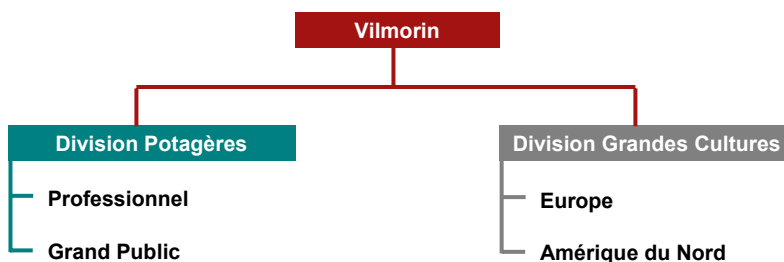 Vilmorin
Division Potagères
Professionnel
Grand Public
Division Grandes Cultures
Europe
Amérique du Nord